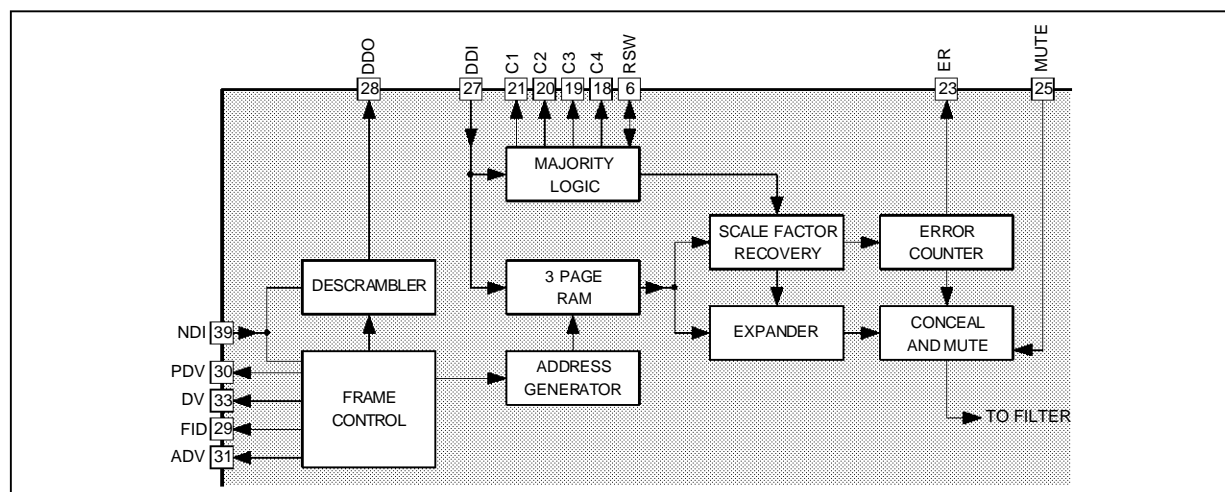 DDO
DDI
C1
C2
C3
C4
RSW
ER
MUTE
28
27
21
20
19
18
6
23
25
MAJORITY
LOGIC
SCALE FACTOR
RECOVERY
ERROR
COUNTER
DESCRAMBLER
3 PAGE
RAM
NDI
39
EXPANDER
CONCEAL
AND MUTE
PDV
30
FRAME
CONTROL
ADDRESS
GENERATOR
DV
33
FID
29
TO FILTER
ADV
31